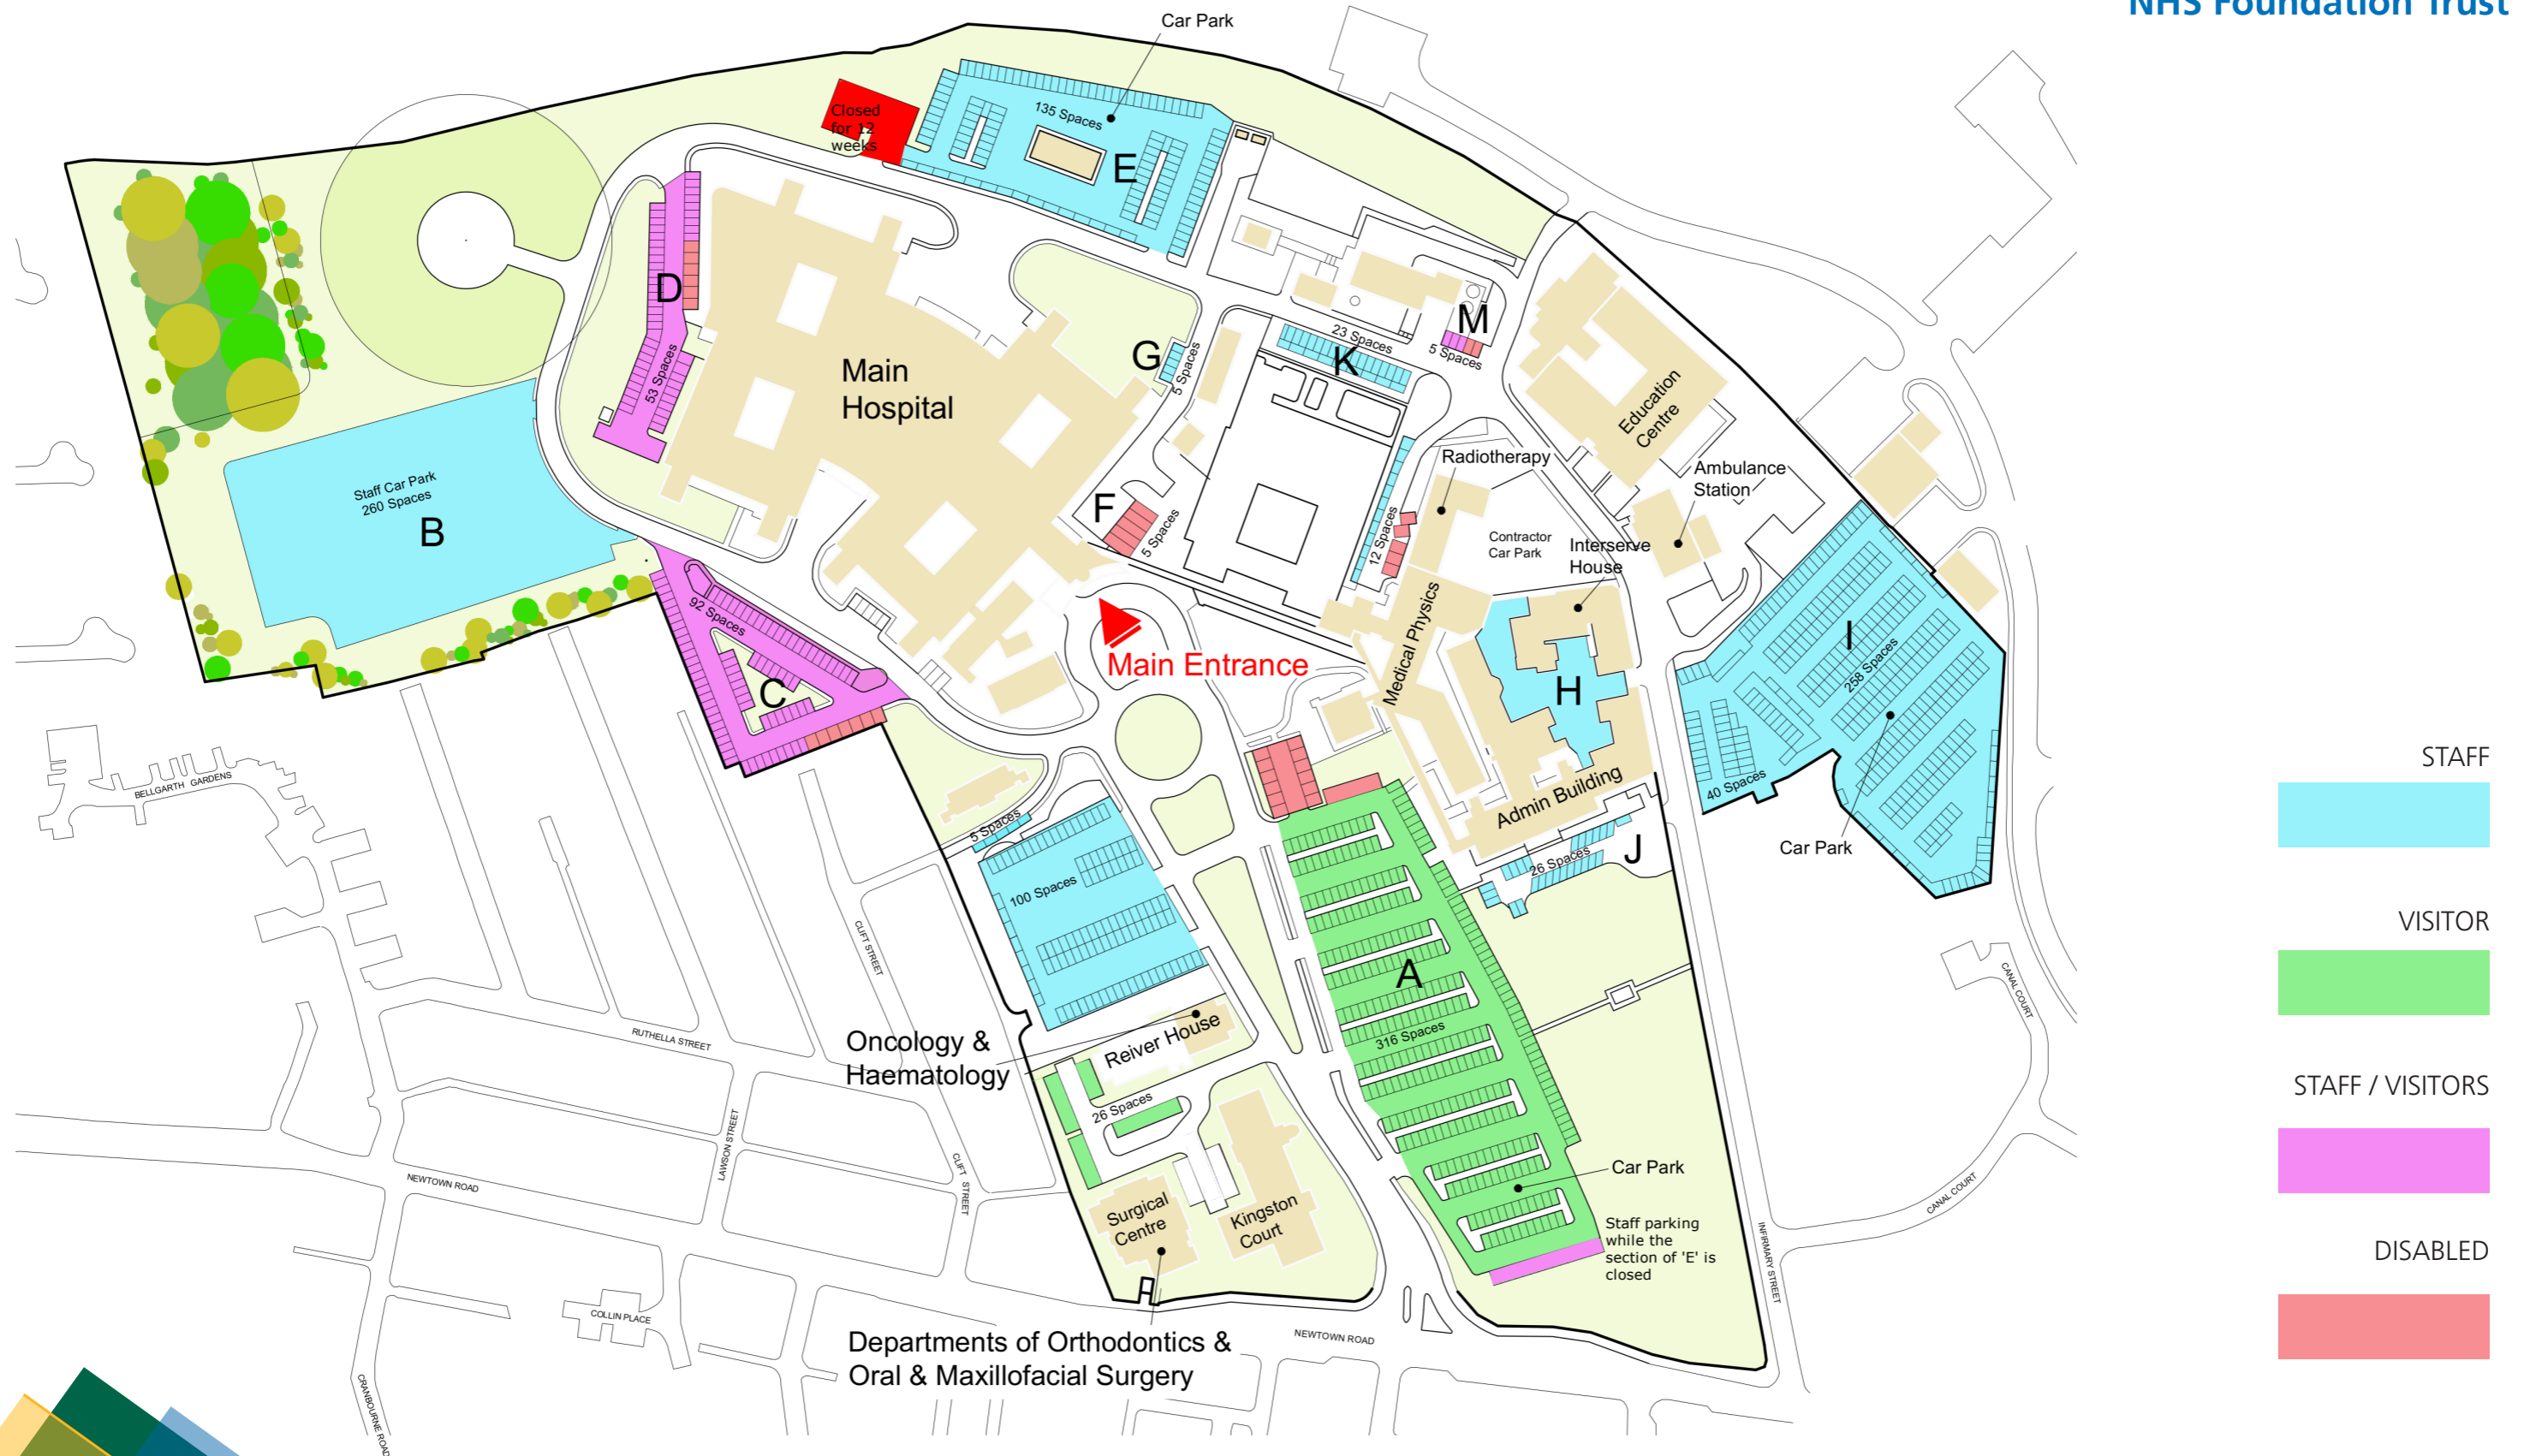 NHS Foundation Trust
Car Park
Closed
for 12
weeks
135 Spaces
E
D
53 Spaces
Main
Hospital
G
5 Spaces
23 Spaces
K
M
5 Spaces
Education
Centre
Radiotherapy
Ambulance
Station
Staff Car Park
260 Spaces
B
F
5 Spaces
12 Spaces
Contractor
Car Park
Interserve
House
92 Spaces
C
Main Entrance
Medical Physics
H
I
258 Spaces
40 Spaces
Car Park
Admin Building
J
26 Spaces
5 Spaces
100 Spaces
A
316 Spaces
BELLGARTH GARDENS
CLIFT STREET
RUTHELLA STREET
Oncology &
Haematology
Reiver House
26 Spaces
LAWSON STREET
NEWTOWN ROAD
CLIFT STREET
Surgical
Centre
Kingston
Court
Car Park
Staff parking
while the
section of 'E' is
closed
COLLIN PLACE
CRANBOURNE ROAD
Departments of Orthodontics &
Oral & Maxillofacial Surgery
NEWTOWN ROAD
INFIRMARY STREET
CANAL COURT
CANAL COURT
STAFF
VISITOR
STAFF / VISITORS
DISABLED